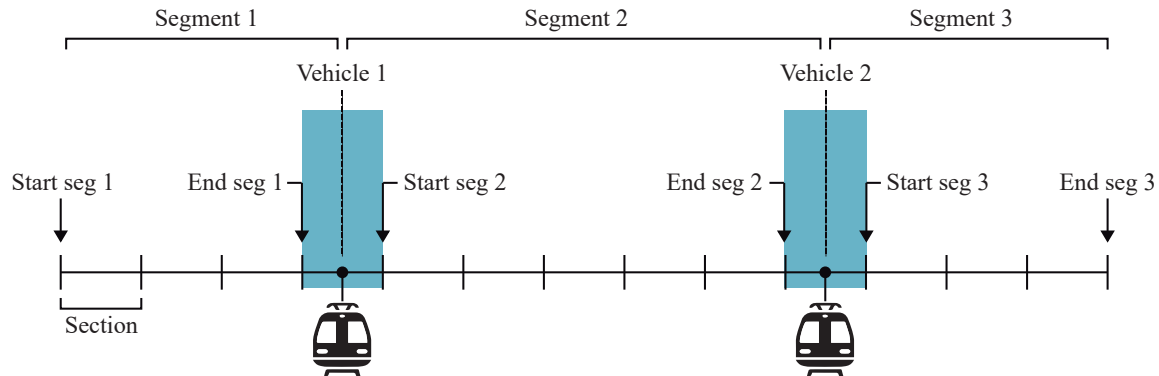 Segment 1
Segment 2
Segment 3
Vehicle 1
Vehicle 2
Start seg 1
End seg 1
Start seg 2
End seg 2
Start seg 3
End seg 3
Section